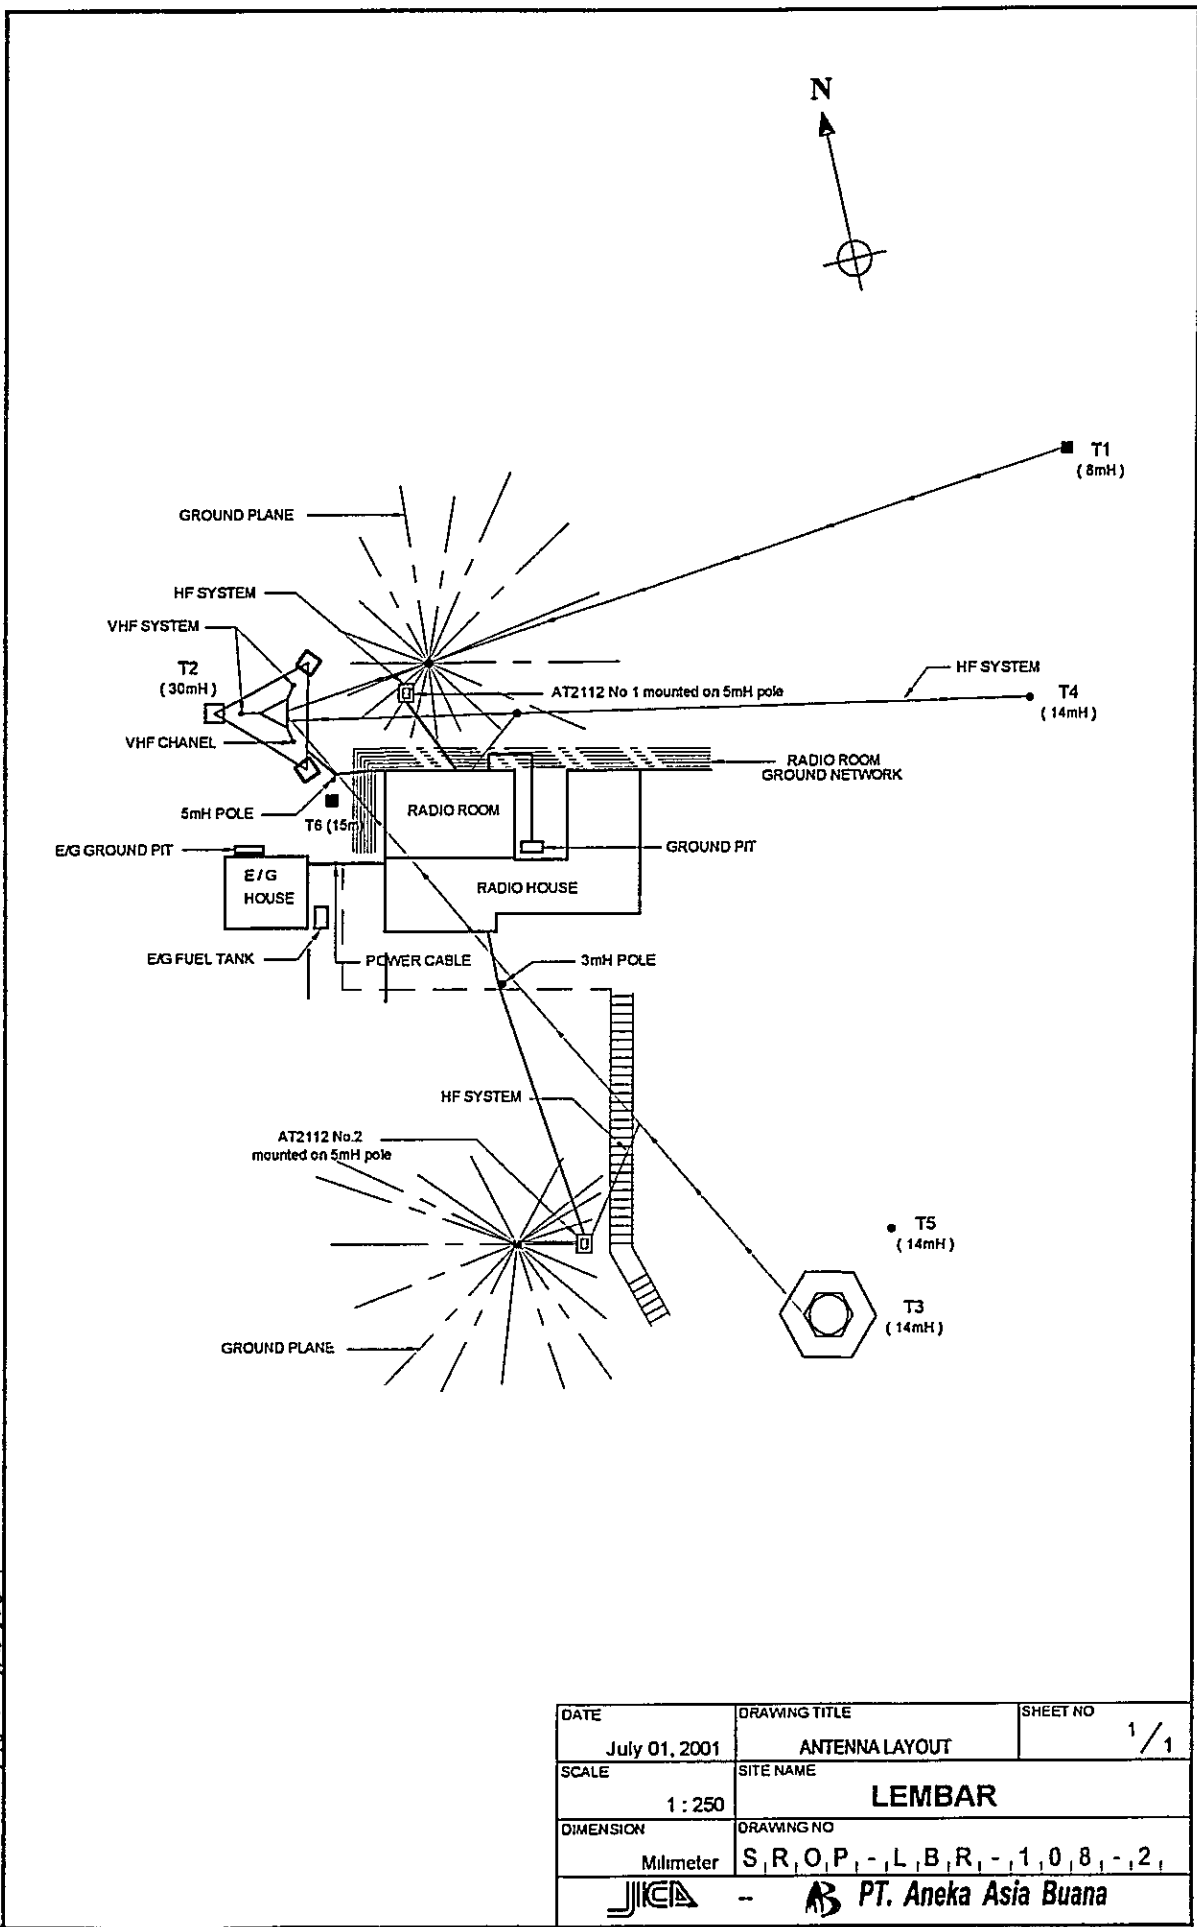 N
T1
( 8mH )
GROUND PLANE
HF SYSTEM
VHF SYSTEM
T2
( 30mH )
HF SYSTEM
AT2112 No 1 mounted on 5mH pole
T4
( 14mH )
VHF CHANEL
RADIO ROOM
GROUND NETWORK
5mH POLE
T6 (15m)
RADIO ROOM
E/G GROUND PIT
GROUND PIT
E / G
HOUSE
RADIO HOUSE
E/G FUEL TANK
POWER CABLE
3mH POLE
HF SYSTEM
AT2112 No.2
mounted on 5mH pole
T5
( 14mH )
T3
( 14mH )
GROUND PLANE
DATE
July 01, 2001
DRAWING TITLE
ANTENNA LAYOUT
SHEET NO
1/1
SCALE
1 : 250
SITE NAME
LEMBAR
DIMENSION
Milimeter
DRAWING NO
S R O P - L B R - 1 0 8 - 2
JICA -- AB PT. Aneka Asia Buana